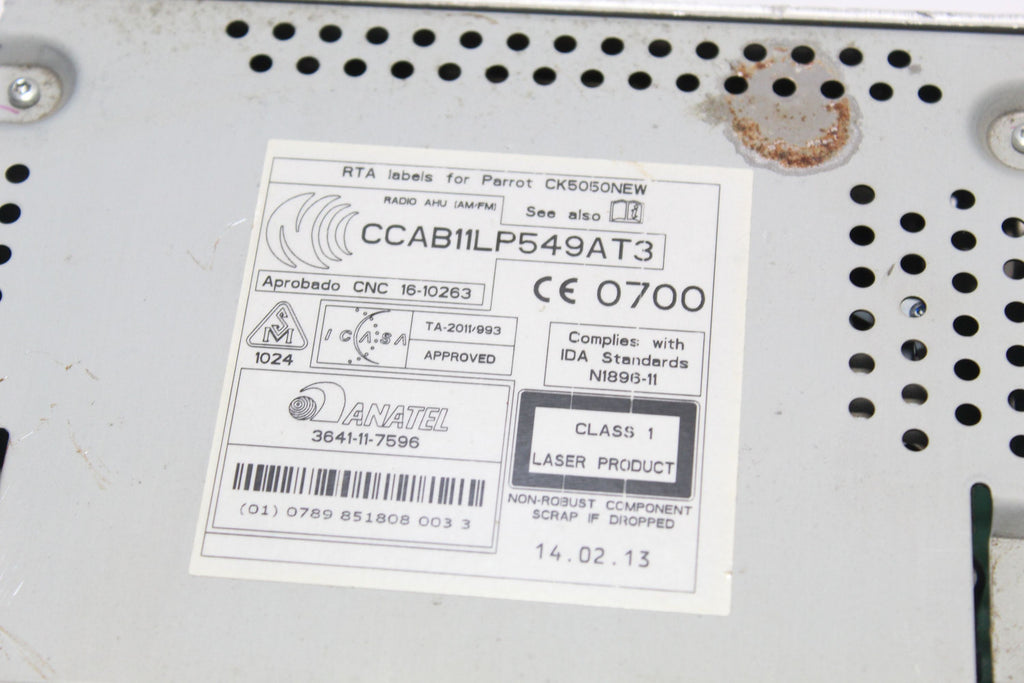 RTA labels for Parrot CK5050NEW
RADIO AHU (AM/FM)
See also
CCAB11LP549AT3
Aprobado CNC 16-10263
CE 0700
SM
1024
ICASA
TA-2011/993
APPROVED
Complies with
IDA Standards
N1896-11
ANATEL
3641-11-7596
(01) 0789 851808 003 3
CLASS 1
LASER PRODUCT
NON-ROBUST COMPONENT
SCRAP IF DROPPED
14.02.13